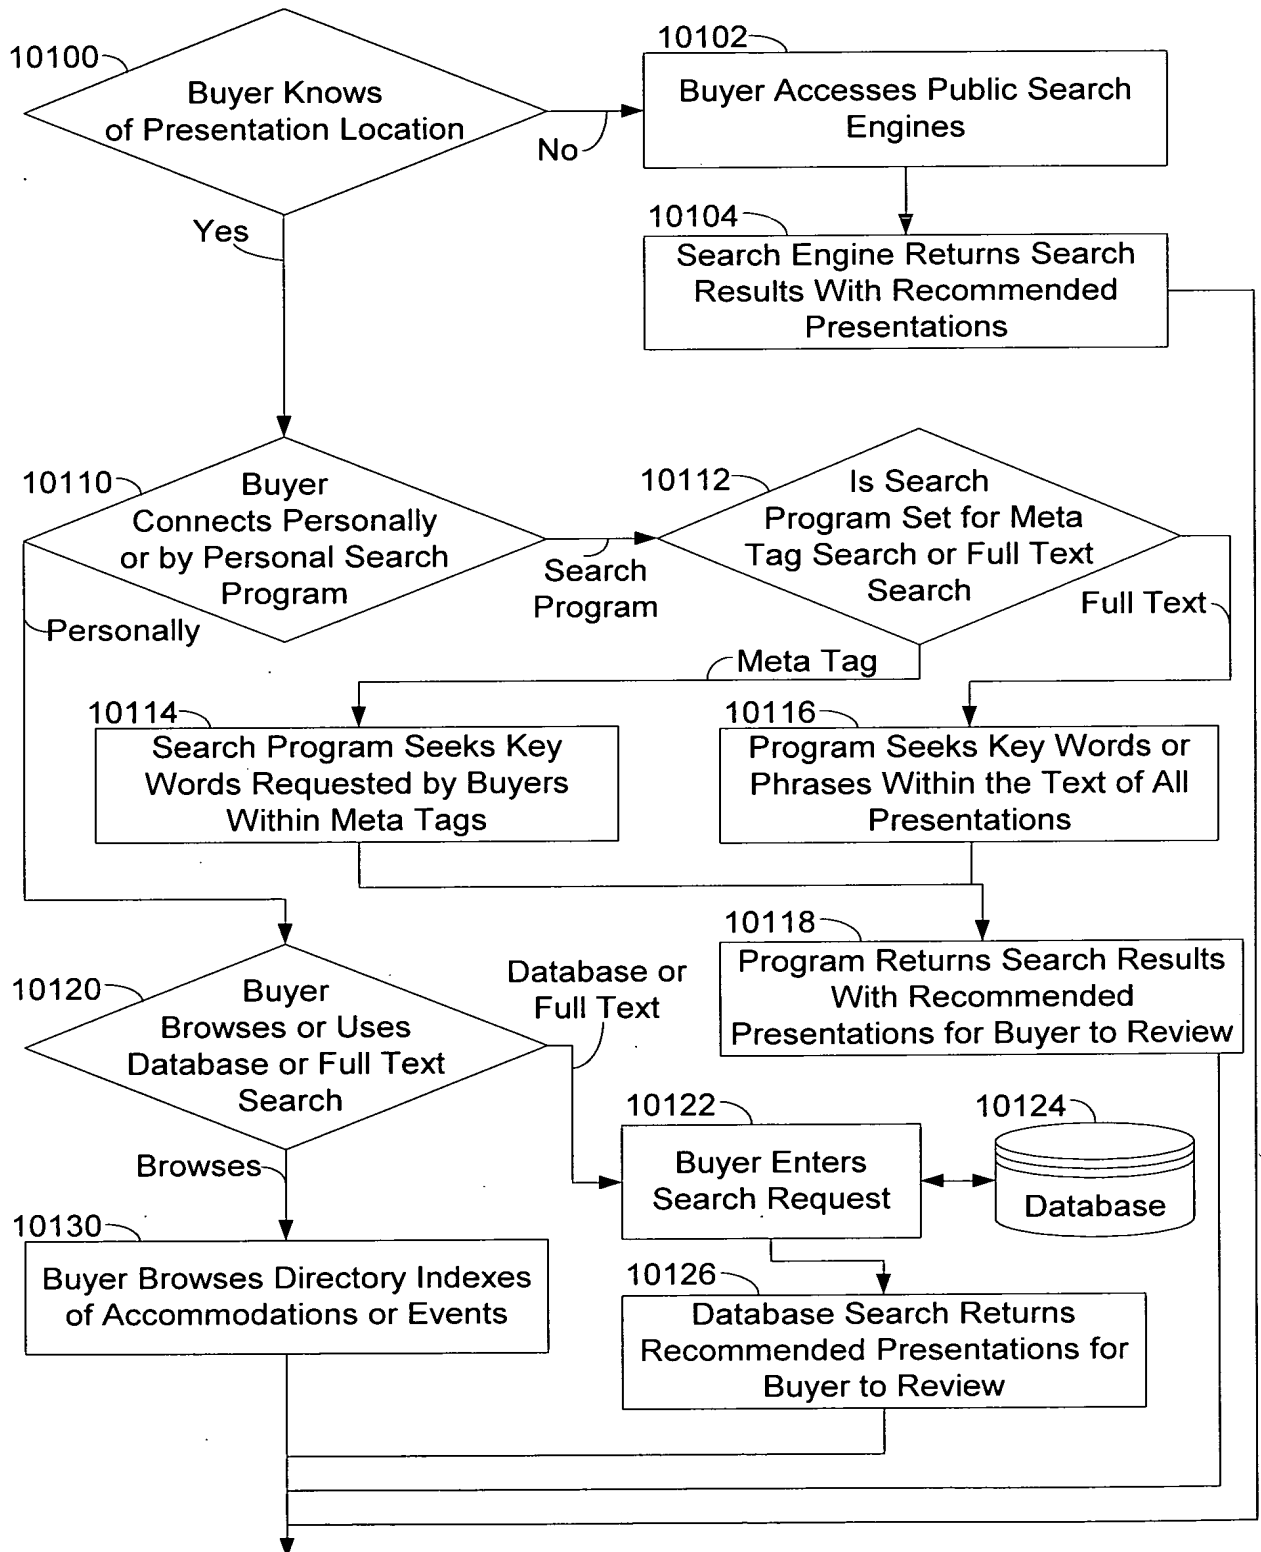 10100
Buyer Knows
of Presentation Location
No
Yes
10102
Buyer Accesses Public Search
Engines
10104
Search Engine Returns Search
Results With Recommended
Presentations
10110
Buyer
Connects Personally
or by Personal Search
Program
Search
Program
Personally
10112
Is Search
Program Set for Meta
Tag Search or Full Text
Search
Full Text
Meta Tag
10114
Search Program Seeks Key
Words Requested by Buyers
Within Meta Tags
10116
Program Seeks Key Words or
Phrases Within the Text of All
Presentations
10118
Program Returns Search Results
With Recommended
Presentations for Buyer to Review
10120
Buyer
Browses or Uses
Database or Full Text
Search
Database or
Full Text
Browses
10122
Buyer Enters
Search Request
10124
Database
10126
Database Search Returns
Recommended Presentations for
Buyer to Review
10130
Buyer Browses Directory Indexes
of Accommodations or Events